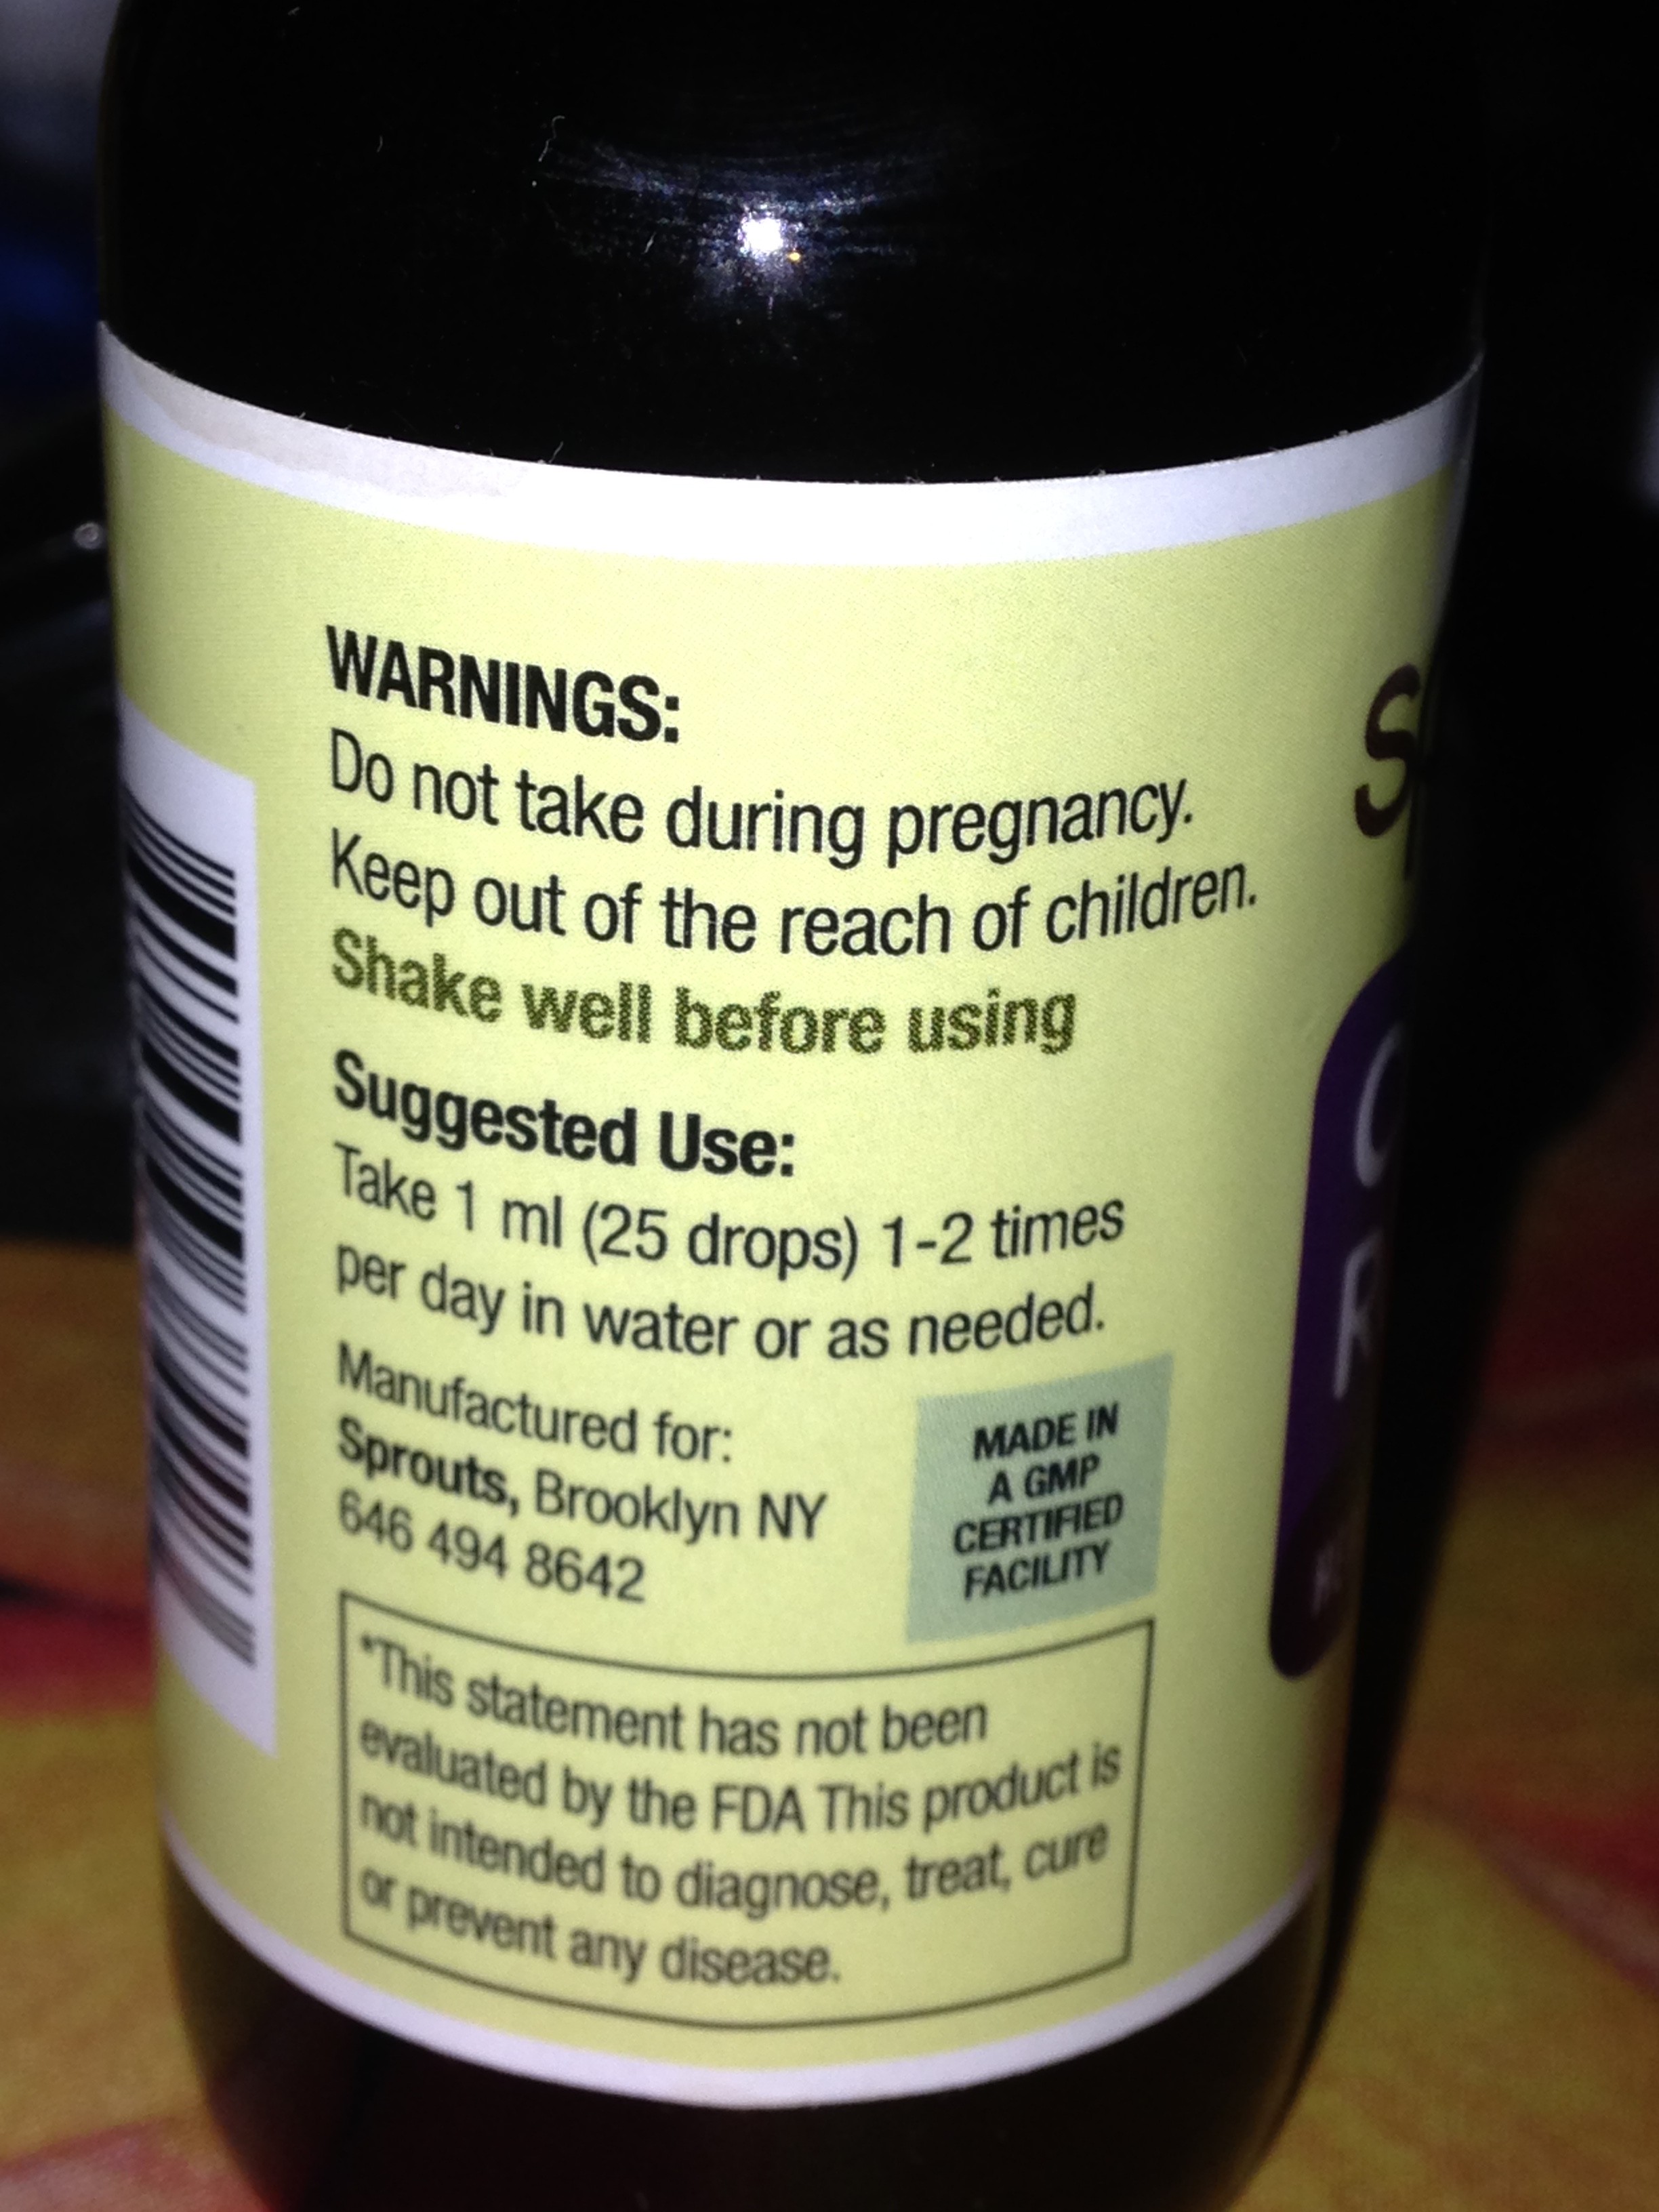 WARNINGS:
Do not take during pregnancy.
Keep out of the reach of children.
Shake well before using
Suggested Use:
Take 1 ml (25 drops) 1-2 times
per day in water or as needed.
Manufactured for:
Sprouts, Brooklyn NY
646 494 8642
MADE IN
A GMP
CERTIFIED
FACILITY
*This statement has not been
evaluated by the FDA This product is
not intended to diagnose, treat, cure
or prevent any disease.